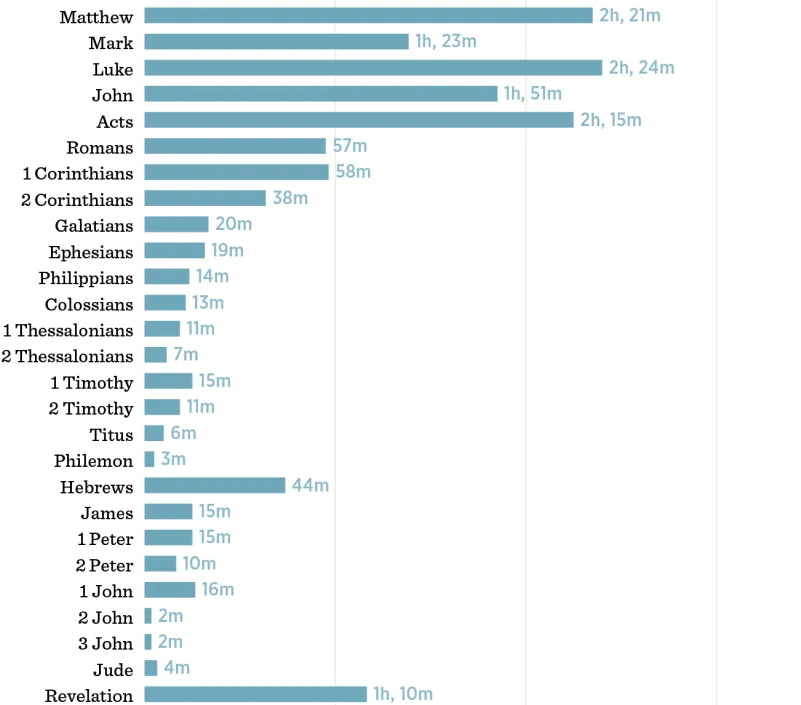 Matthew 2h, 21m
Mark 1h, 23m
Luke 2h, 24m
John 1h, 51m
Acts 2h, 15m
Romans 57m
1 Corinthians 58m
2 Corinthians 38m
Galatians 20m
Ephesians 19m
Philippians 14m
Colossians 13m
1 Thessalonians 11m
2 Thessalonians 7m
1 Timothy 15m
2 Timothy 11m
Titus 6m
Philemon 3m
Hebrews 44m
James 15m
1 Peter 15m
2 Peter 10m
1 John 16m
2 John 2m
3 John 2m
Jude 4m
Revelation 1h, 10m